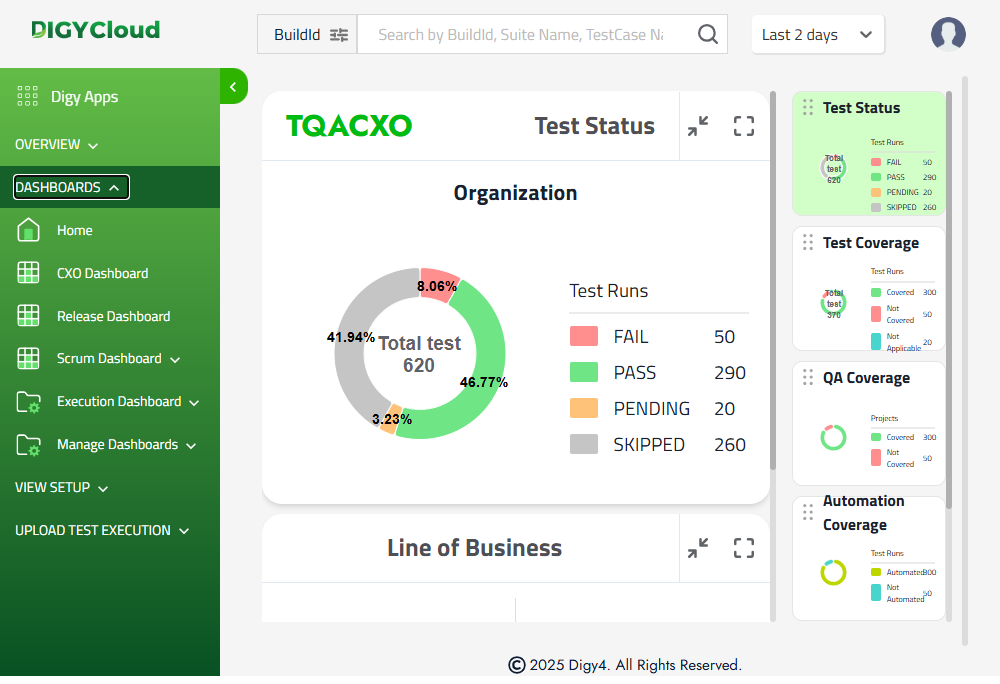 DIGYCloud
BuildId
Search by BuildId, Suite Name, TestCase Na
Last 2 days
Digy Apps
OVERVIEW
DASHBOARDS
Home
CXO Dashboard
Release Dashboard
Scrum Dashboard
Execution Dashboard
Manage Dashboards
VIEW SETUP
UPLOAD TEST EXECUTION
TQACXO
Test Status
Organization
8.06%
41.94%
46.77%
3.23%
Total test
620
Test Runs
FAIL 50
PASS 290
PENDING 20
SKIPPED 260
Line of Business
Test Status
Total
test
620
Test Runs
FAIL 50
PASS 290
PENDING 20
SKIPPED 260
Test Coverage
Total
test
370
Test Runs
Covered 300
Not
Covered 50
Not
Applicable 20
QA Coverage
Projects
Covered 300
Not
Covered 50
Automation
Coverage
Test Runs
Automated 300
Not
Automated 50
© 2025 Digy4. All Rights Reserved.